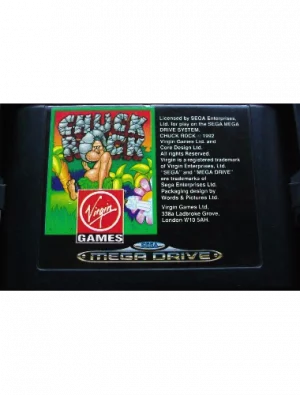 CHUCK
ROCK
Virgin
GAMES
Licensed by SEGA Enterprises.
Ltd. for play on the SEGA MEGA
DRIVE SYSTEM.
CHUCK ROCK - 1992
Virgin Games Ltd. and
Core Design Ltd.
All rights Reserved.
Virgin is a registered trademark
of Virgin Enterprises, Ltd.
"SEGA" and "MEGA DRIVE"
are trademarks of
Sega Enterprises Ltd.
Packaging design by
Words & Pictures Ltd.
Virgin Games Ltd.
338a Ladbroke Grove.
London W10 5AH.
SEGA
MEGA DRIVE